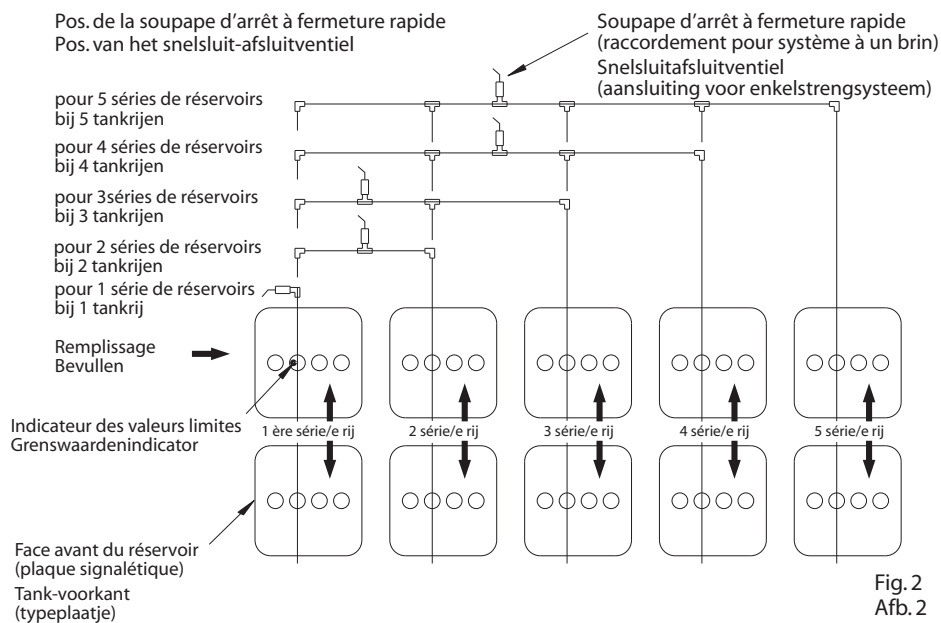 Pos. de la soupape d'arrêt à fermeture rapide
Pos. van het snelsluit-afsluitventiel
Soupape d'arrêt à fermeture rapide
(raccordement pour système à un brin)
Snelsluitafsluitventiel
(aansluiting voor enkelstrengsysteem)
pour 5 séries de réservoirs
bij 5 tankrijen
pour 4 séries de réservoirs
bij 4 tankrijen
pour 3séries de réservoirs
bij 3 tankrijen
pour 2 séries de réservoirs
bij 2 tankrijen
pour 1 série de réservoirs
bij 1 tankrij
Remplissage
Bevullen
Indicateur des valeurs limites
Grenswaardenindicator
1 ère série/e rij
2 série/e rij
3 série/e rij
4 série/e rij
5 série/e rij
Face avant du réservoir
(plaque signalétique)
Tank-voorkant
(typeplaatje)
Fig. 2
Afb. 2